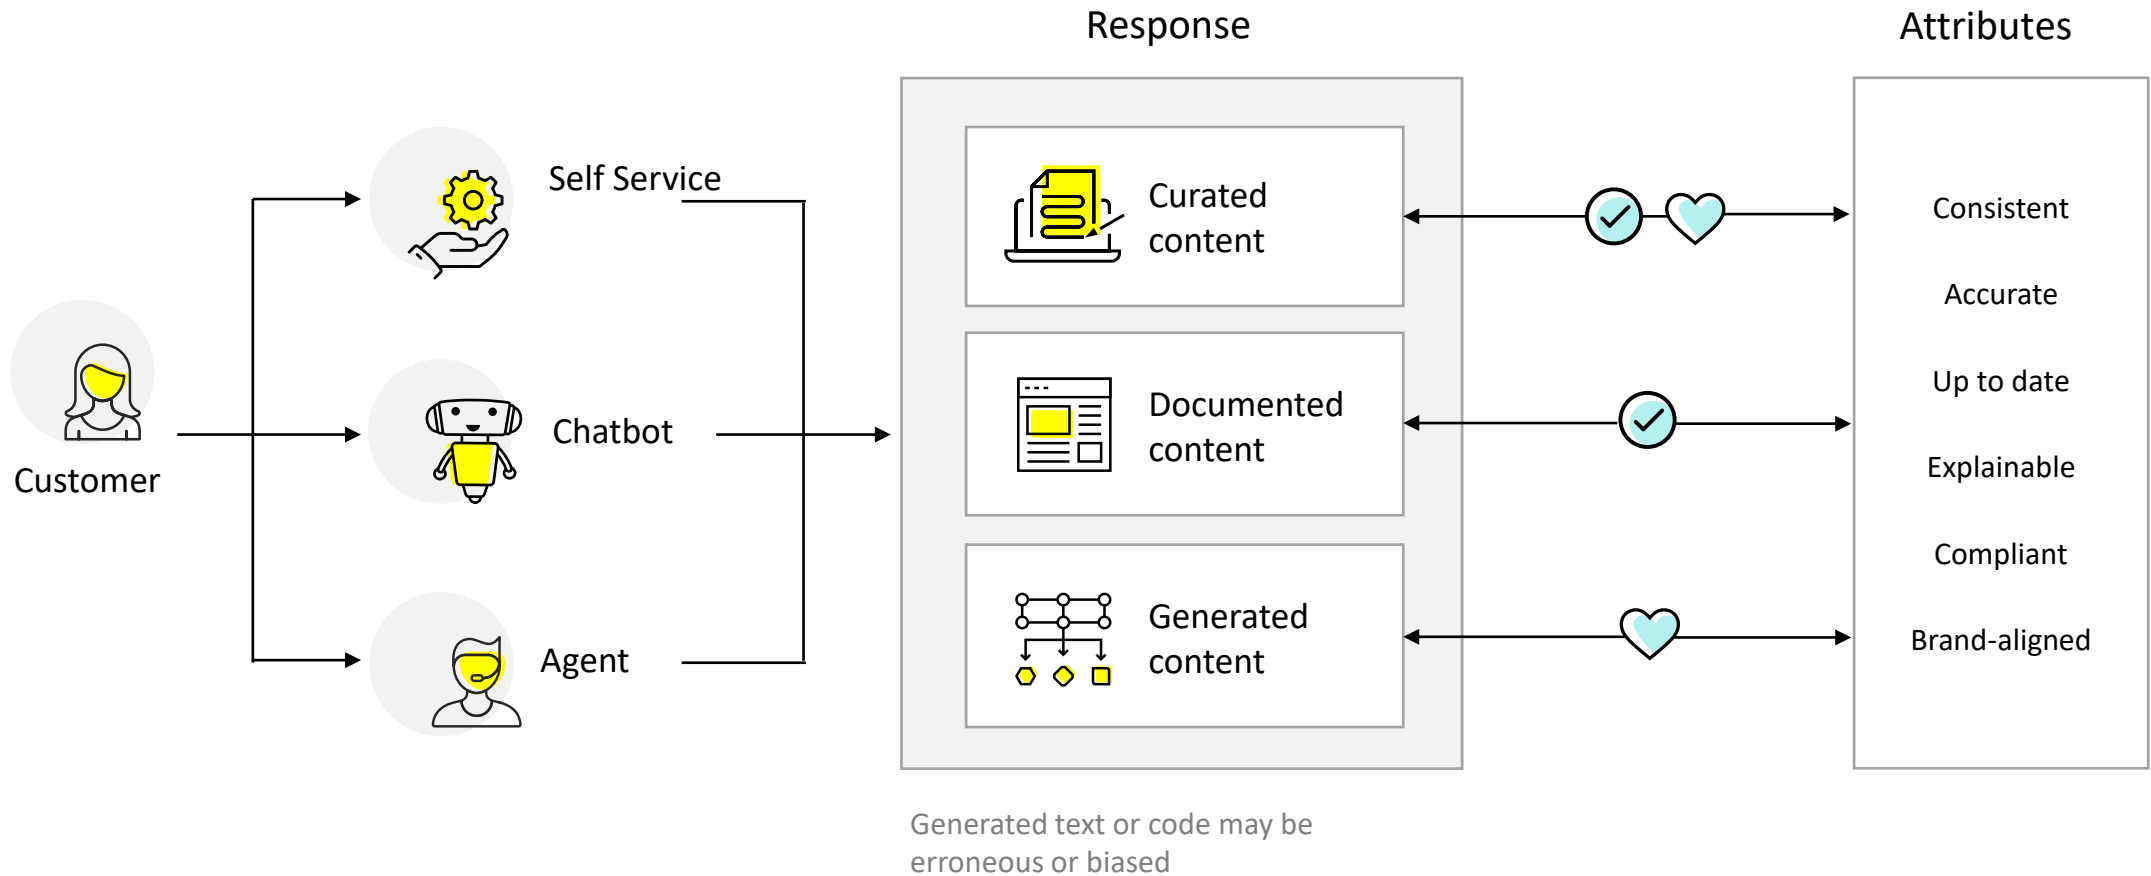 Response
Attributes
Self Service
Curated
content
Consistent
Accurate
Customer
Chatbot
Documented
content
Up to date
Explainable
Agent
Generated
content
Compliant
Brand-aligned
Generated text or code may be
erroneous or biased